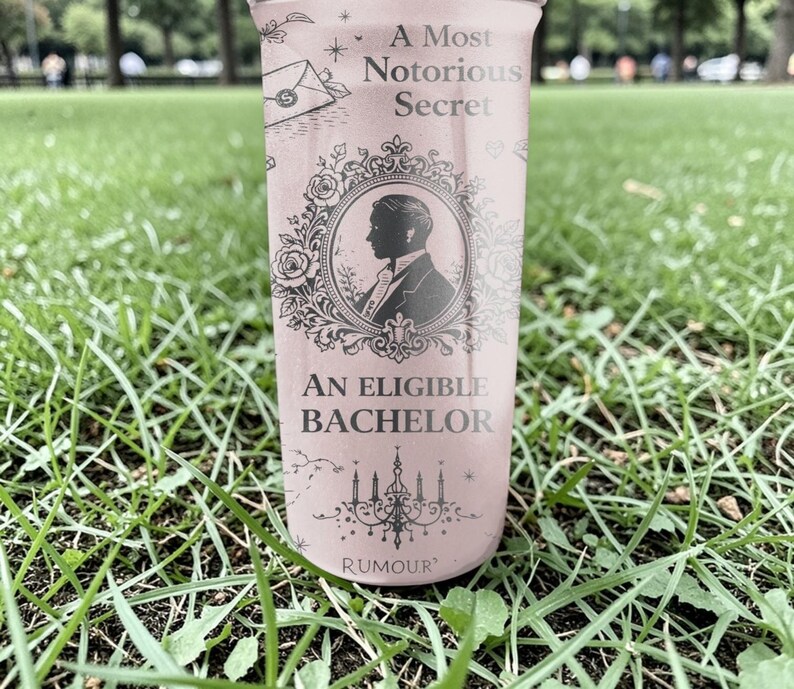 A Most
Notorious
Secret
S
AN ELIGIBLE
BACHELOR
RUMOUR'